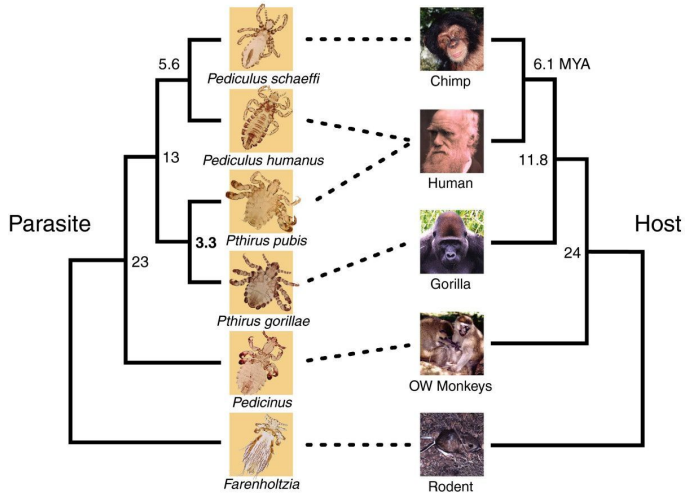 5.6
6.1 MYA
Pediculus schaeffi
Chimp
13
11.8
Pediculus humanus
Human
Parasite
Host
Pthirus pubis
3.3
23
24
Gorilla
Pthirus gorillae
OW Monkeys
Pedicinus
Farenholtzia
Rodent